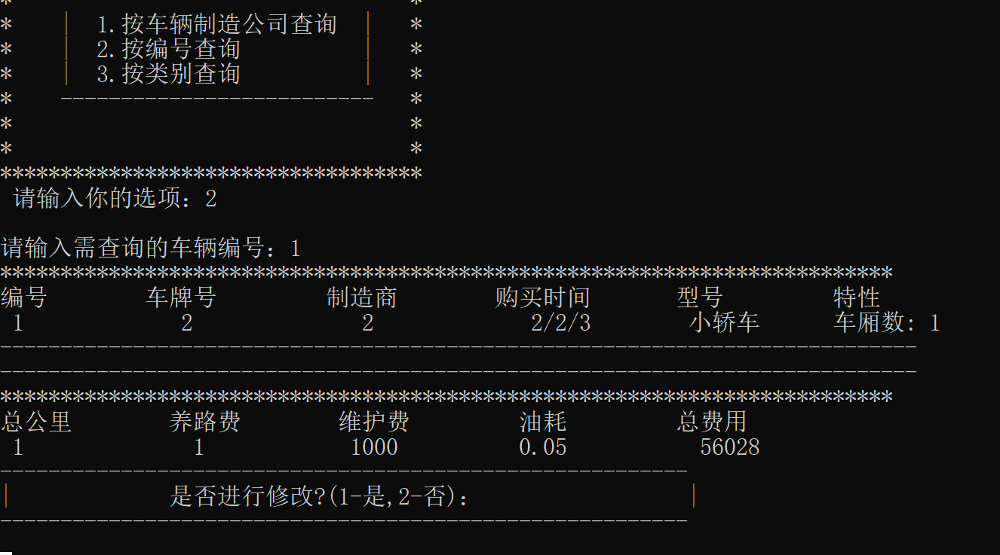 *                                 *
*    |  1.按车辆制造公司查询  |   *
*    |  2.按编号查询          |   *
*    |  3.按类别查询          |   *
*    --------------------------   *
*                                 *
*                                 *
***********************************
 请输入你的选项：2
请输入需查询的车辆编号：1
**************************************************************************
编号        车牌号         制造商        购买时间       型号         特性
 1             2              2             2/2/3        小轿车      车厢数: 1
----------------------------------------------------------------------------
----------------------------------------------------------------------------
**************************************************************************
总公里        养路费        维护费         油耗         总费用
 1              1            1000          0.05           56028
---------------------------------------------------------
|             是否进行修改?(1-是,2-否):                  |
---------------------------------------------------------